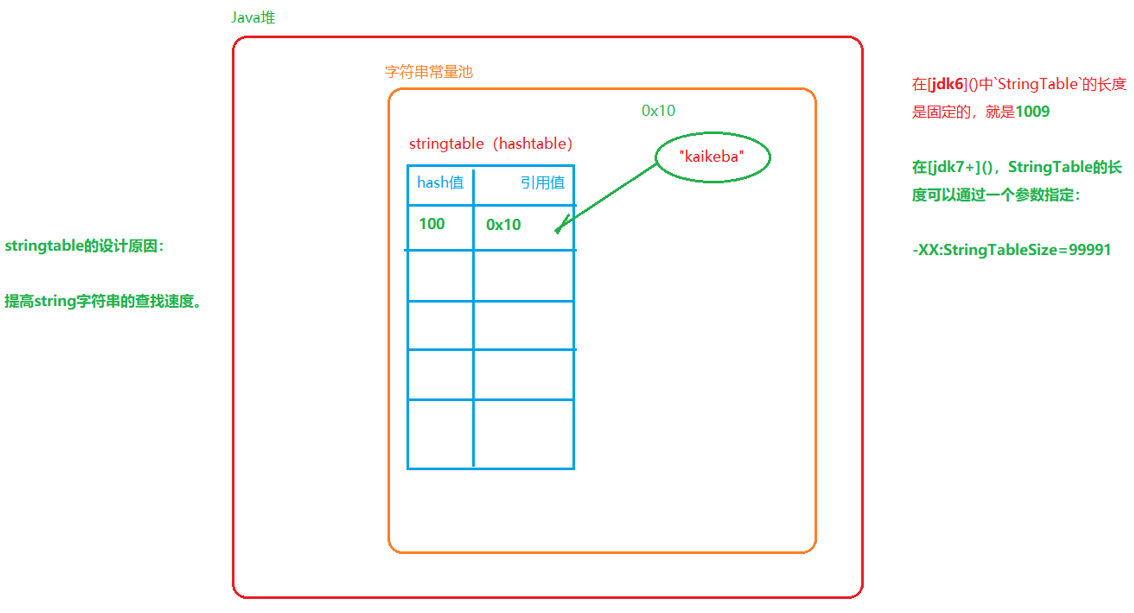 Java堆
字符串常量池
0x10
stringtable（hashtable）
"kaikeba"
hash值 引用值
100 0x10
stringtable的设计原因：
提高string字符串的查找速度。
在[jdk6]()中`StringTable`的长度
是固定的，就是1009
在[jdk7+]()，StringTable的长
度可以通过一个参数指定：
-XX:StringTableSize=99991